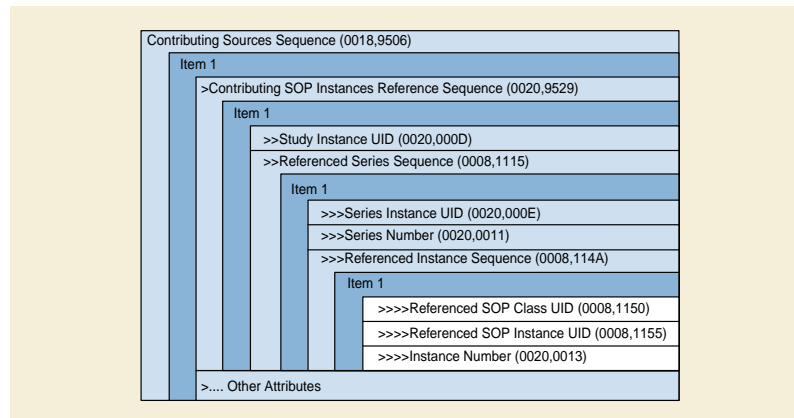 Contributing Sources Sequence (0018,9506)
Item 1
>Contributing SOP Instances Reference Sequence (0020,9529)
Item 1
>>Study Instance UID (0020,000D)
>>Referenced Series Sequence (0008,1115)
Item 1
>>>Series Instance UID (0020,000E)
>>>Series Number (0020,0011)
>>>Referenced Instance Sequence (0008,114A)
Item 1
>>>>Referenced SOP Class UID (0008,1150)
>>>>Referenced SOP Instance UID (0008,1155)
>>>>Instance Number (0020,0013)
>.... Other Attributes